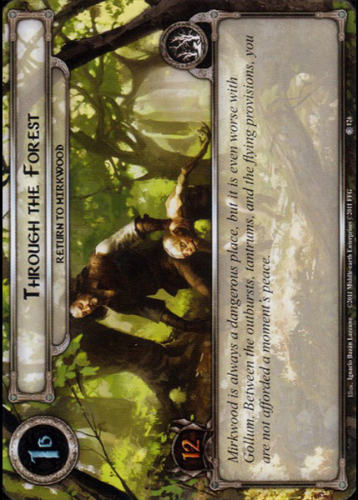 1B
THROUGH THE FOREST
RETURN TO MIRKWOOD
12
Mirkwood is always a dangerous place, but it is even worse with
Gollum. Between the outbursts, tantrums, and the flying provisions, you
are not afforded a moment's peace.
Illus. Ignacio Bazán Lazcano ©2011 Middle-earth Enterprises ©2011 FFG 126